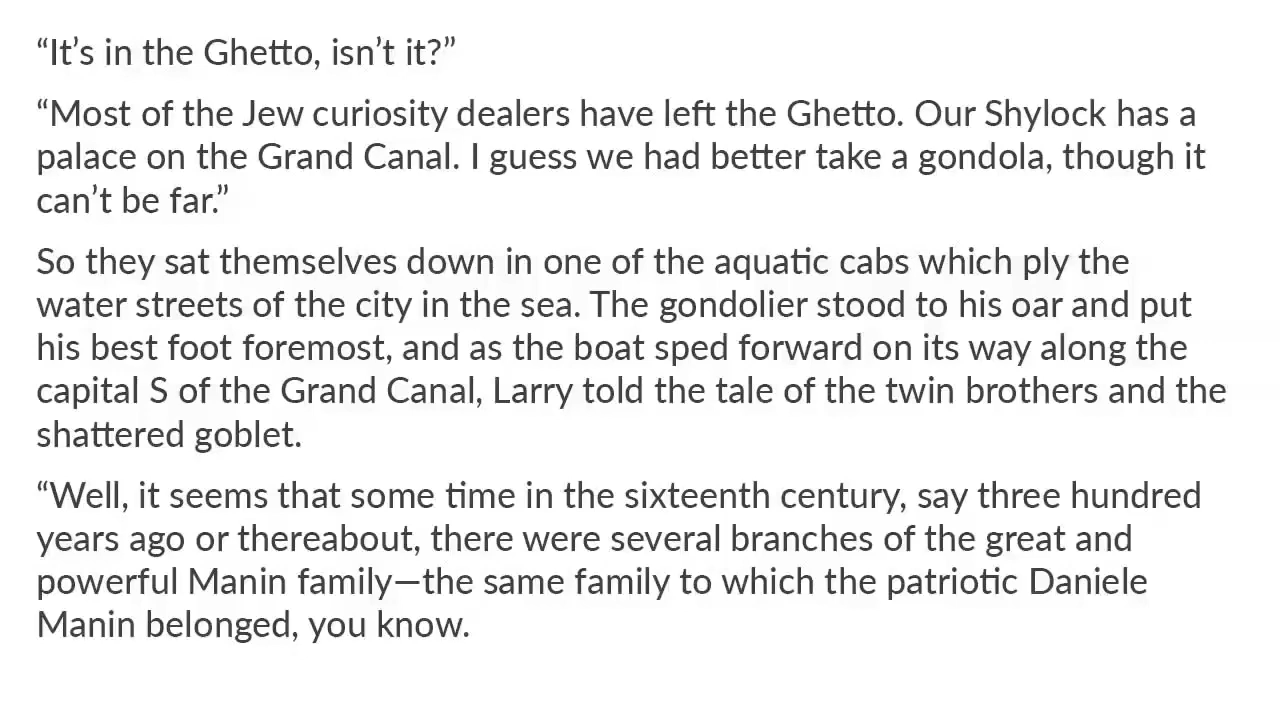 “It’s in the Ghetto, isn’t it?”
“Most of the Jew curiosity dealers have left the Ghetto. Our Shylock has a
palace on the Grand Canal. I guess we had better take a gondola, though it
can’t be far.”
So they sat themselves down in one of the aquatic cabs which ply the
water streets of the city in the sea. The gondolier stood to his oar and put
his best foot foremost, and as the boat sped forward on its way along the
capital S of the Grand Canal, Larry told the tale of the twin brothers and the
shattered goblet.
“Well, it seems that some time in the sixteenth century, say three hundred
years ago or thereabout, there were several branches of the great and
powerful Manin family—the same family to which the patriotic Daniele
Manin belonged, you know.